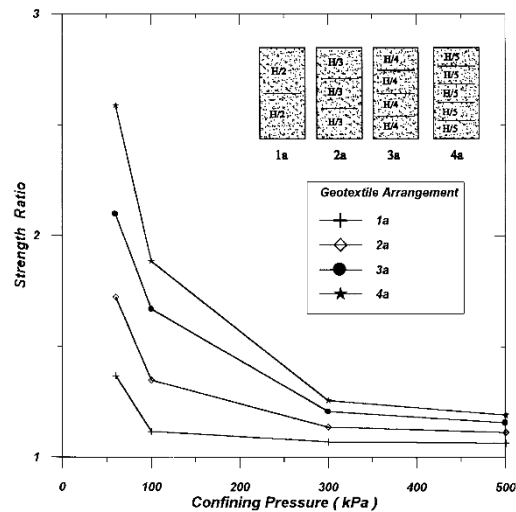 3
2
1
Strength Ratio
H/2
H/2
1a
H/3
H/3
H/3
2a
H/4
H/4
H/4
H/4
3a
H/5
H/5
H/5
H/5
H/5
4a
Geotextile Arrangement
1a
2a
3a
4a
0 100 200 300 400 500
Confining Pressure ( kPa )